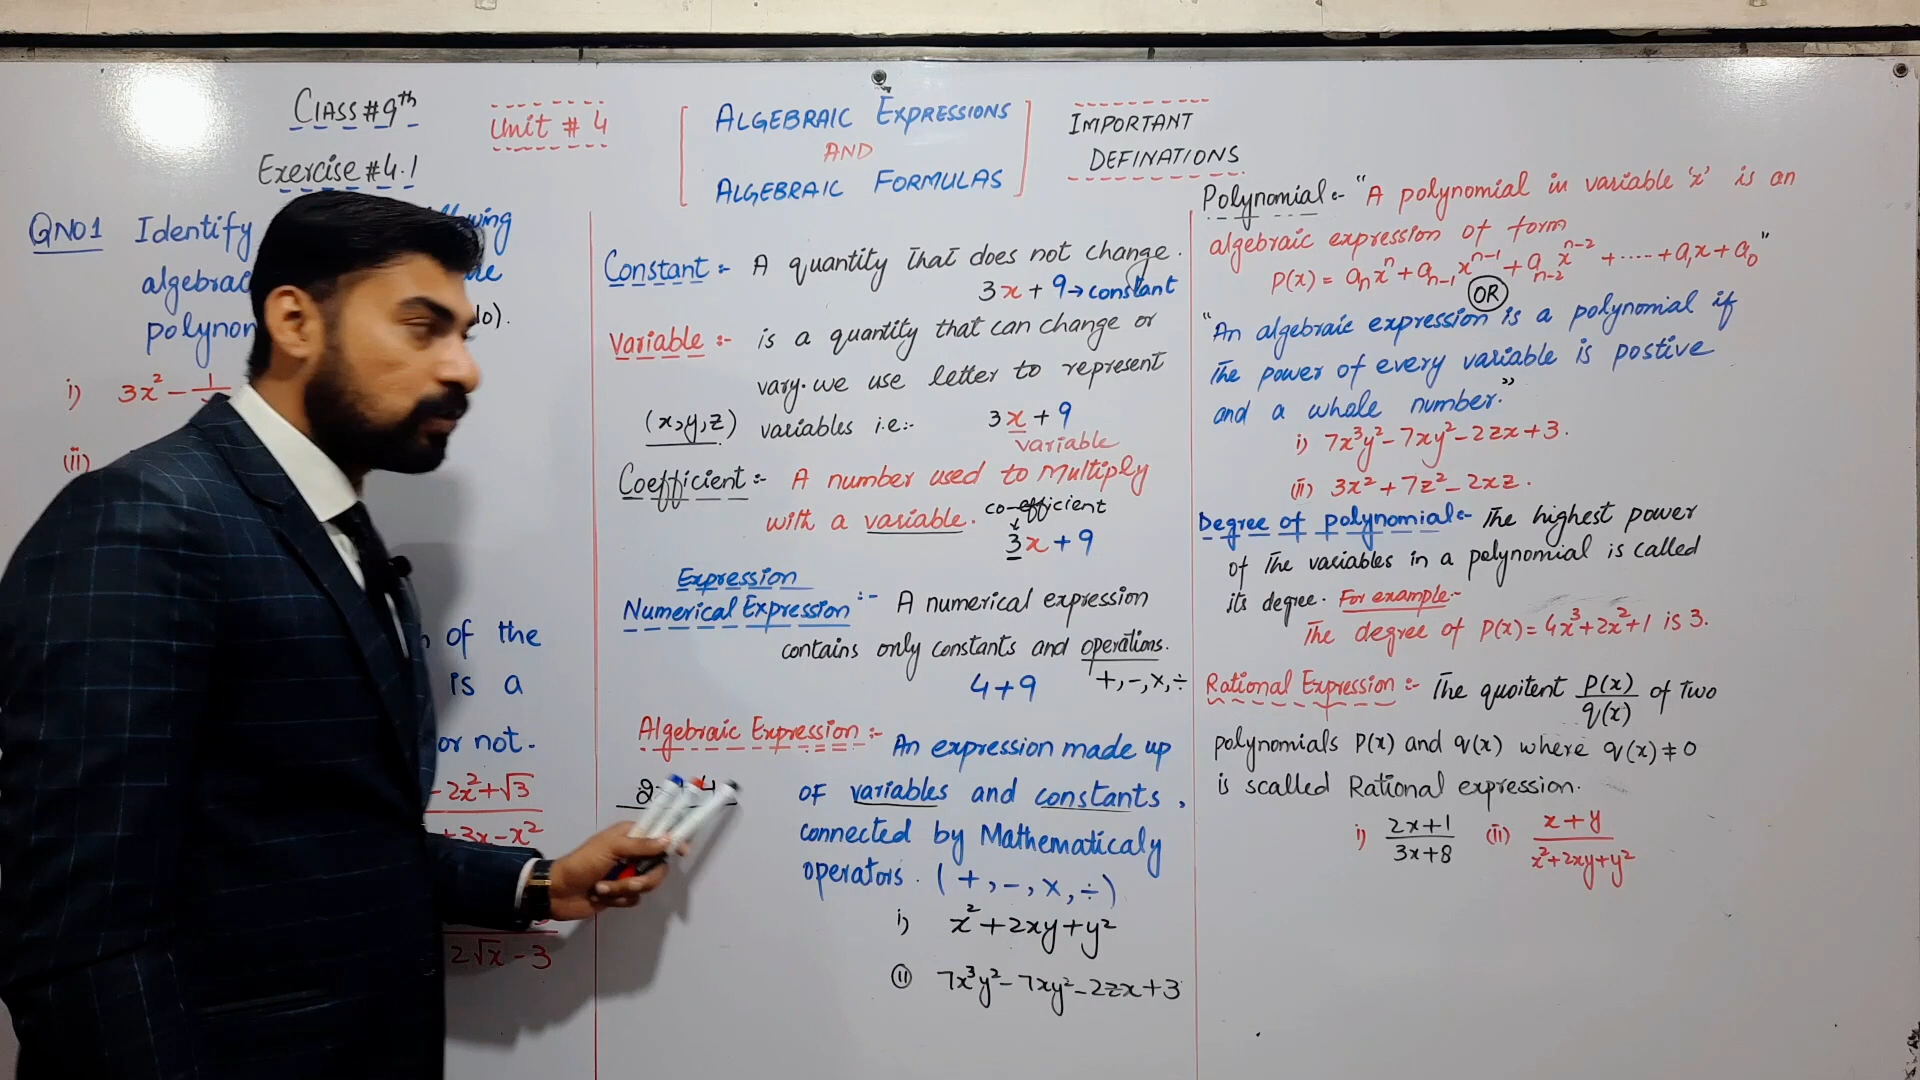 CLASS # 9th
Exercise # 4.1
Unit # 4
ALGEBRAIC EXPRESSIONS
AND
ALGEBRAIC FORMULAS
IMPORTANT
DEFINATIONS
QNO1 Identify
algebrac
polynom
i) 3x² - 1
(ii)
of the
is a
or not.
- 2x² + √3
+ 3x - x²
2√x - 3
Constant :- A quantity that does not change.
3x + 9 → constant
Variable :- is a quantity that can change or
vary. we use letter to represent
(x, y, z) variables i.e:- 3x + 9
variable
Coefficient :- A number used to Multiply
with a variable. co-efficient
3x + 9
Expression
Numerical Expression :- A numerical expression
contains only constants and operations.
4+9 +, -, ×, ÷
Algebraic Expression :- An expression made up
OF variables and constants,
connected by Mathematicaly
operators. (+, -, ×, ÷)
i) x² + 2xy + y²
(ii) 7x³y² - 7xy² - 2zx + 3
Polynomial :- "A polynomial in variable 'x' is an
algebraic expression of form
P(x) = aₙxⁿ + aₙ₋₁xⁿ⁻¹ + aₙ₋₂xⁿ⁻² + ..... + a₁x + a₀"
OR
"An algebraic expression is a polynomial if
the power of every variable is postive
and a whole number."
i) 7x³y² - 7xy² - 2zx + 3.
(ii) 3x² + 7z² - 2xz.
Degree of polynomial :- The highest power
of the variables in a polynomial is called
its degree. For example:-
The degree of P(x) = 4x³ + 2x² + 1 is 3.
Rational Expression :- The quoitent P(x)/q(x) of two
polynomials P(x) and q(x) where q(x) ≠ 0
is scalled Rational expression.
i) 2x+1/3x+8 (ii) x+y/x²+2xy+y²